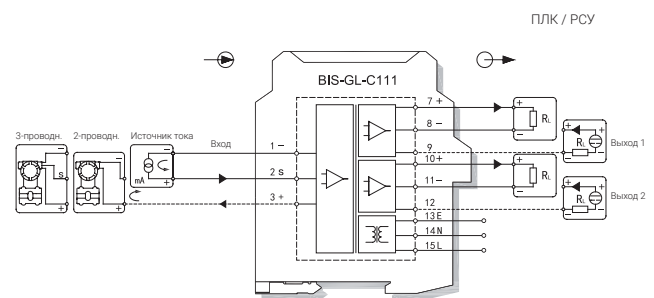 ПЛК / РСУ
BIS-GL-C111
3-проводн. 2-проводн. Источник тока
Вход
1 −
2 s
3 +
7 +
8 −
9
10 +
11 −
12
13 E
14 N
15 L
− S +
− +
− mA +
+ RL −
+ RL −
Выход 1
+ RL −
+ RL −
Выход 2